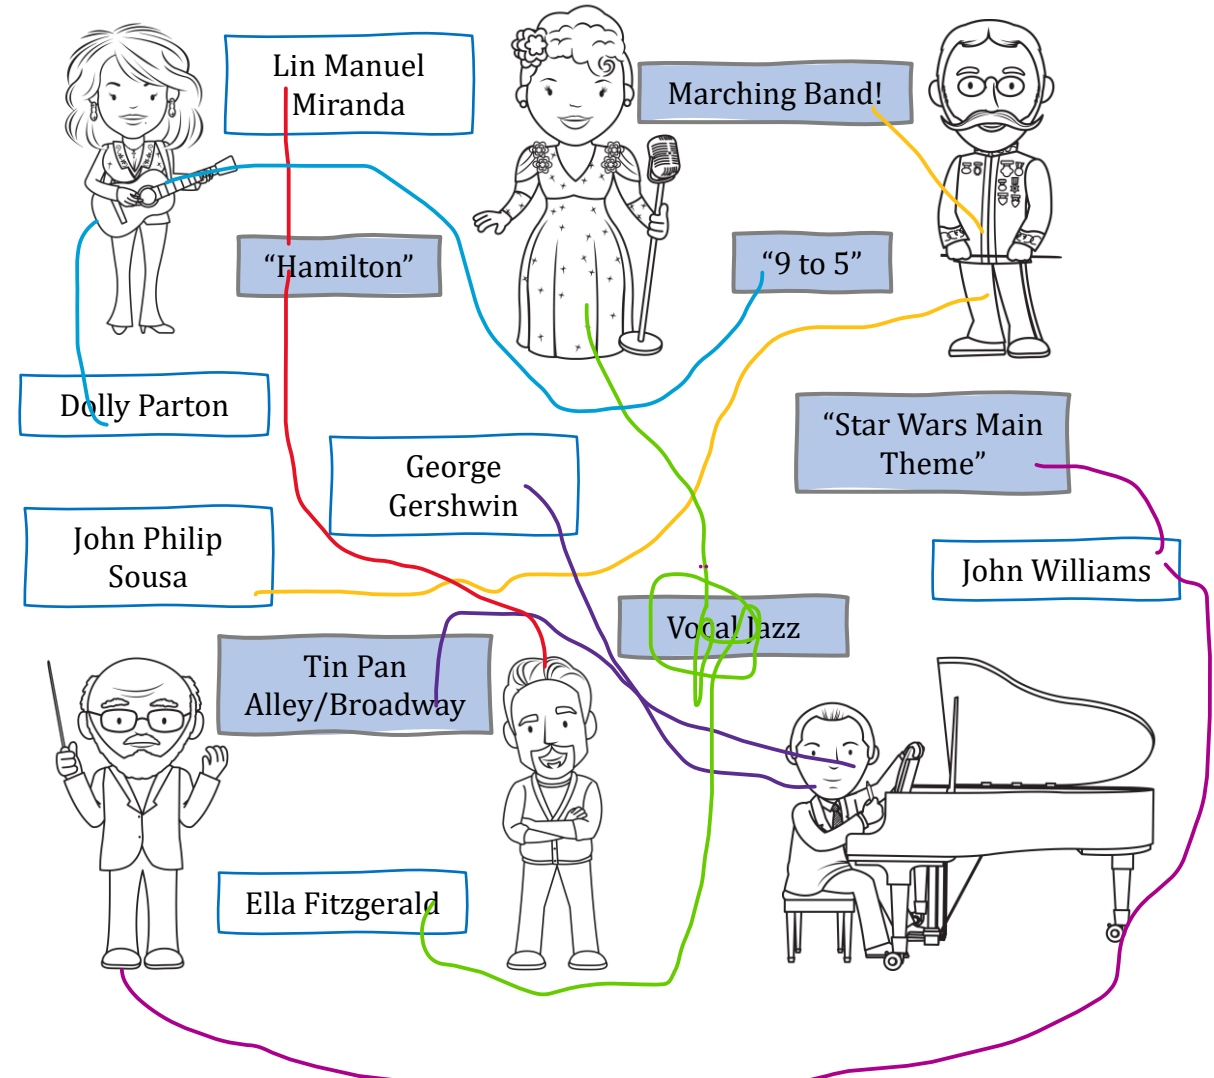 Lin Manuel
Miranda
Marching Band!
“Hamilton”
“9 to 5”
Dolly Parton
“Star Wars Main
Theme”
George
Gershwin
John Philip
Sousa
John Williams
Vocal Jazz
Tin Pan
Alley/Broadway
Ella Fitzgerald